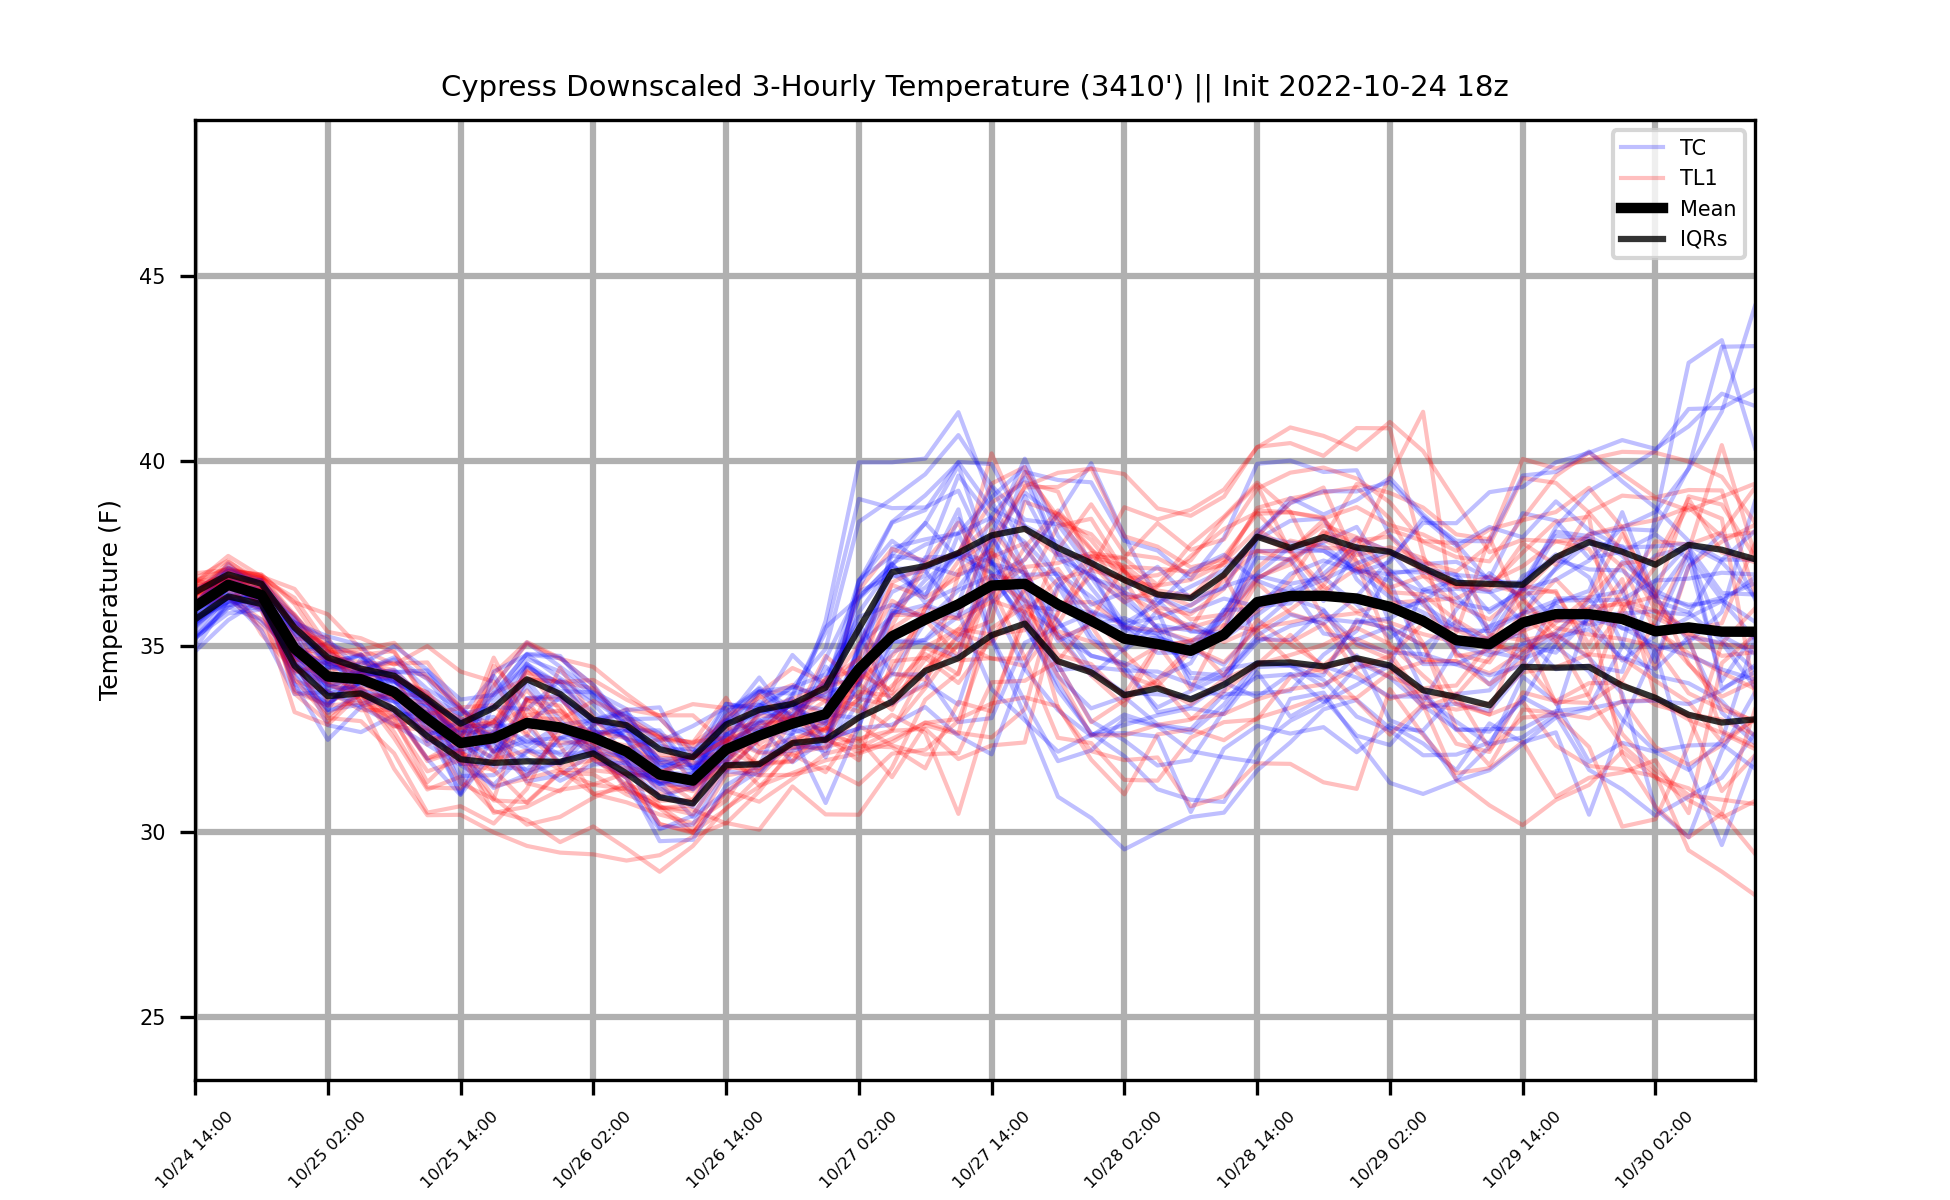 Cypress Downscaled 3-Hourly Temperature (3410') || Init 2022-10-24 18z
TC
TL1
Mean
IQRs
Temperature (F)
45
40
35
30
25
10/24 14:00
10/25 02:00
10/25 14:00
10/26 02:00
10/26 14:00
10/27 02:00
10/27 14:00
10/28 02:00
10/28 14:00
10/29 02:00
10/29 14:00
10/30 02:00